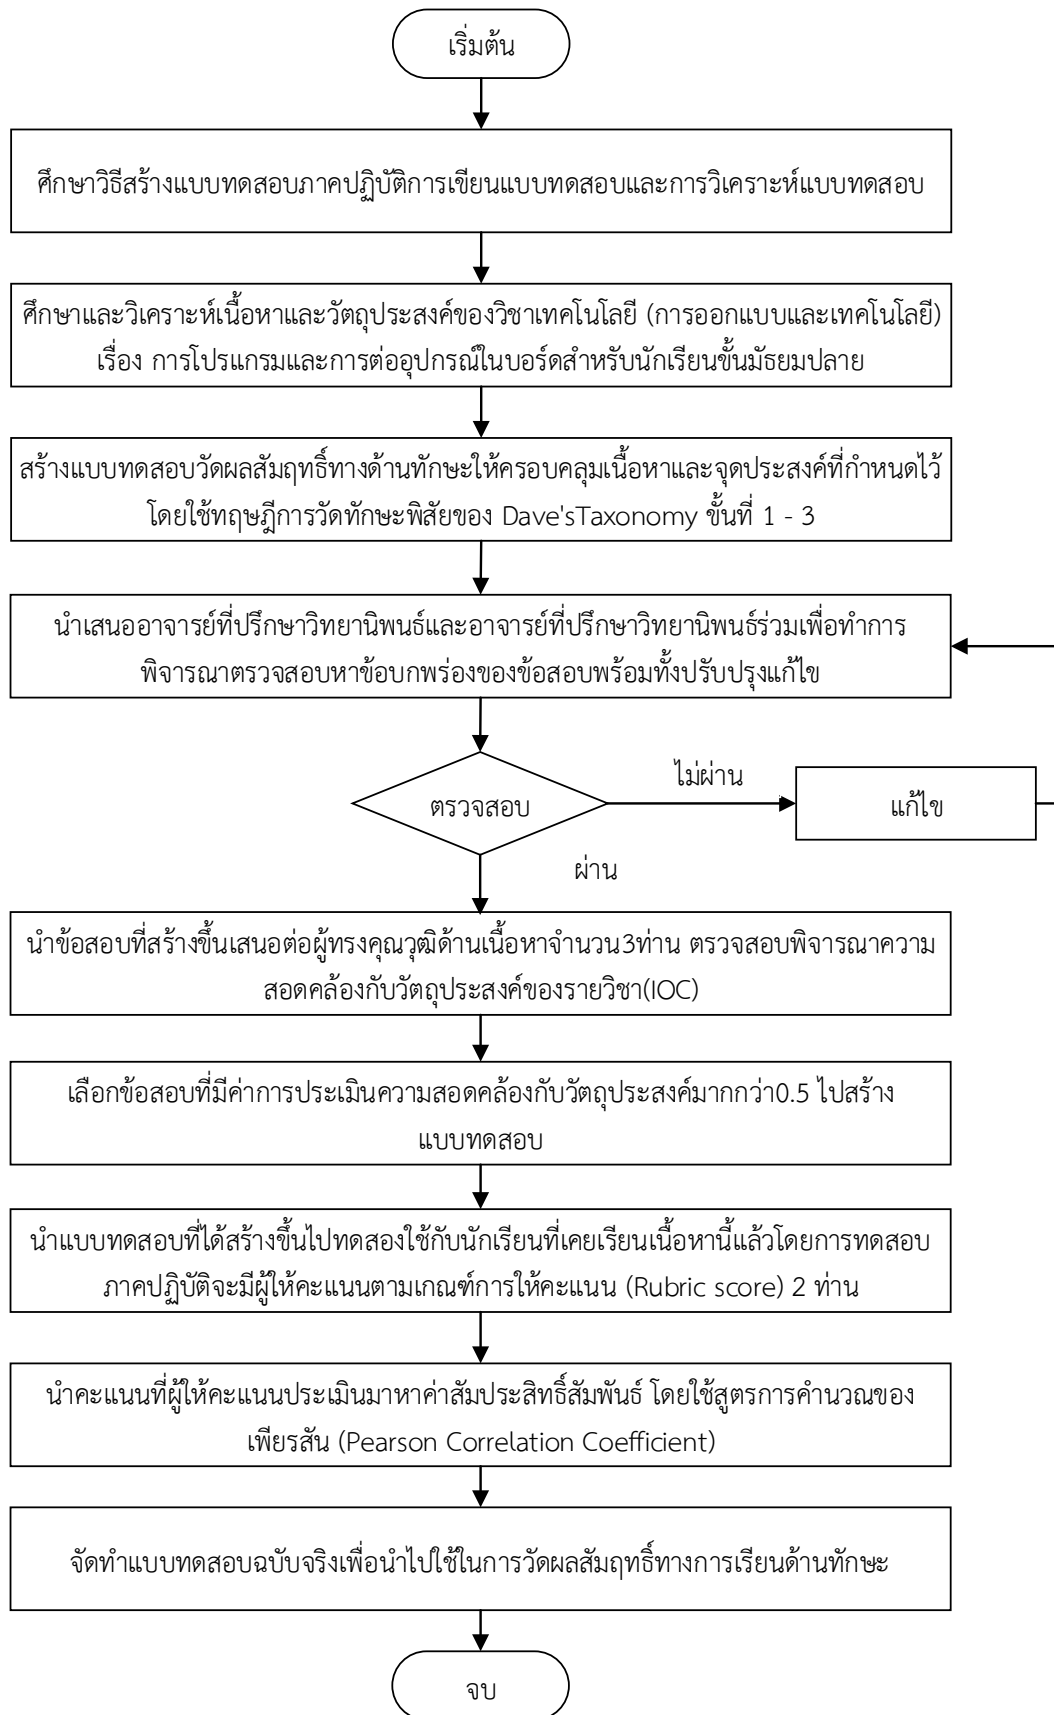 เริ่มต้น
ศึกษาวิธีสร้างแบบทดสอบภาคปฏิบัติการเขียนแบบทดสอบและการวิเคราะห์แบบทดสอบ
ศึกษาและวิเคราะห์เนื้อหาและวัตถุประสงค์ของวิชาเทคโนโลยี (การออกแบบและเทคโนโลยี)
เรื่อง การโปรแกรมและการต่ออุปกรณ์ในบอร์ดสำหรับนักเรียนชั้นมัธยมปลาย
สร้างแบบทดสอบวัดผลสัมฤทธิ์ทางด้านทักษะให้ครอบคลุมเนื้อหาและจุดประสงค์ที่กำหนดไว้
โดยใช้ทฤษฎีการวัดทักษะพิสัยของ Dave'sTaxonomy ขั้นที่ 1 - 3
นำเสนออาจารย์ที่ปรึกษาวิทยานิพนธ์และอาจารย์ที่ปรึกษาวิทยานิพนธ์ร่วมเพื่อทำการ
พิจารณาตรวจสอบหาข้อบกพร่องของข้อสอบพร้อมทั้งปรับปรุงแก้ไข
ไม่ผ่าน
ตรวจสอบ
แก้ไข
ผ่าน
นำข้อสอบที่สร้างขึ้นเสนอต่อผู้ทรงคุณวุฒิด้านเนื้อหาจำนวน3ท่าน ตรวจสอบพิจารณาความ
สอดคล้องกับวัตถุประสงค์ของรายวิชา(IOC)
เลือกข้อสอบที่มีค่าการประเมินความสอดคล้องกับวัตถุประสงค์มากกว่า0.5 ไปสร้าง
แบบทดสอบ
นำแบบทดสอบที่ได้สร้างขึ้นไปทดสองใช้กับนักเรียนที่เคยเรียนเนื้อหานี้แล้วโดยการทดสอบ
ภาคปฏิบัติจะมีผู้ให้คะแนนตามเกณฑ์การให้คะแนน (Rubric score) 2 ท่าน
นำคะแนนที่ผู้ให้คะแนนประเมินมาหาค่าสัมประสิทธิ์สัมพันธ์ โดยใช้สูตรการคำนวณของ
เพียรสัน (Pearson Correlation Coefficient)
จัดทำแบบทดสอบฉบับจริงเพื่อนำไปใช้ในการวัดผลสัมฤทธิ์ทางการเรียนด้านทักษะ
จบ